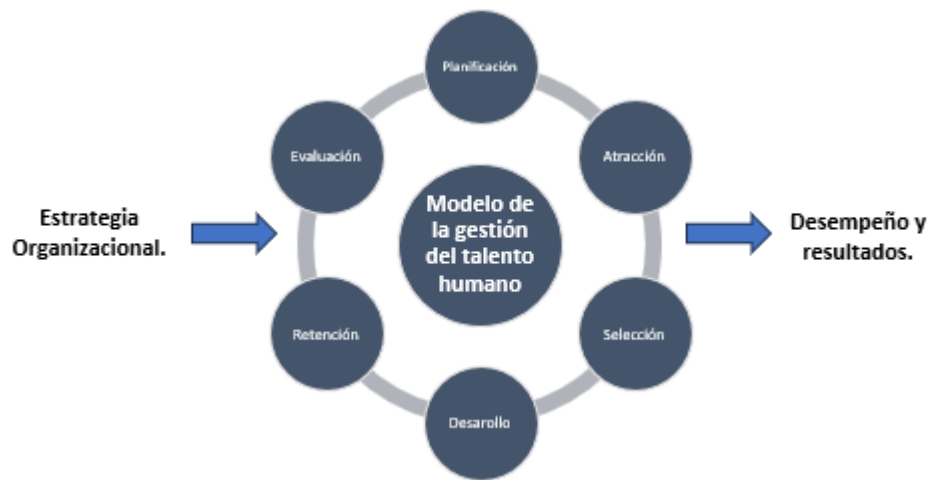 Planificación
Evaluación
Atracción
Modelo de
la gestión
del talento
humano
Estrategia
Organizacional.
Desempeño y
resultados.
Retención
Selección
Desarollo